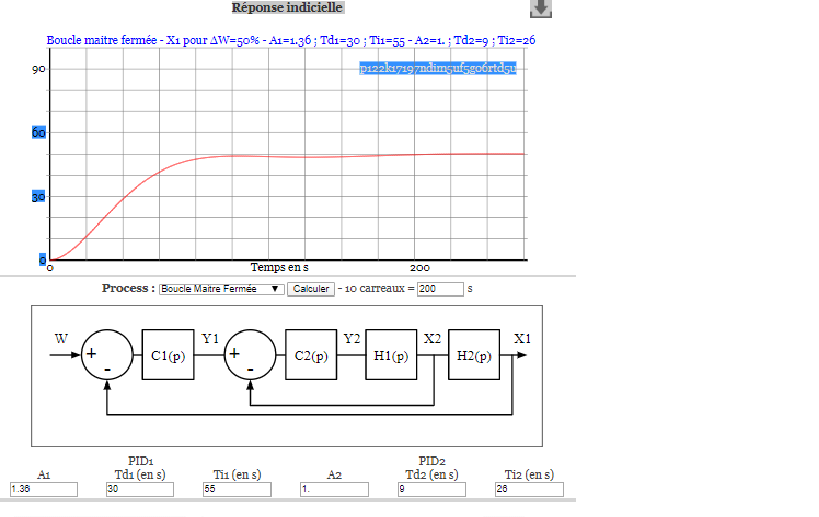 Réponse indicielle
Boucle maitre fermée - X1 pour ΔW=50% - A1=1.36 ; Td1=30 ; Ti1=55 - A2=1. ; Td2=9 ; Ti2=26
90
60
30
0
0 Temps en s 200
Process : Boucle Maitre Fermée Calculer - 10 carreaux = 200 s
W Y1 Y2 X2 X1
+ C1(p) + C2(p) H1(p) H2(p)
- -
PID1 PID2
A1 Td1 (en s) Ti1 (en s) A2 Td2 (en s) Ti2 (en s)
1.36 30 55 1. 9 26